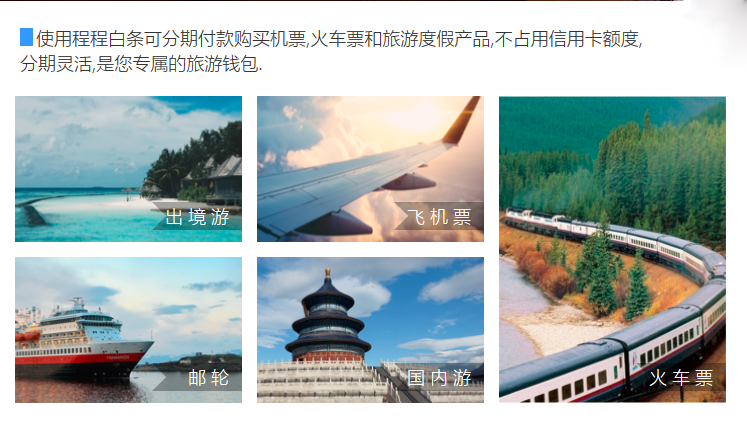 使用程程白条可分期付款购买机票,火车票和旅游度假产品,不占用信用卡额度,
分期灵活,是您专属的旅游钱包.
出境游
飞机票
邮轮
国内游
火车票